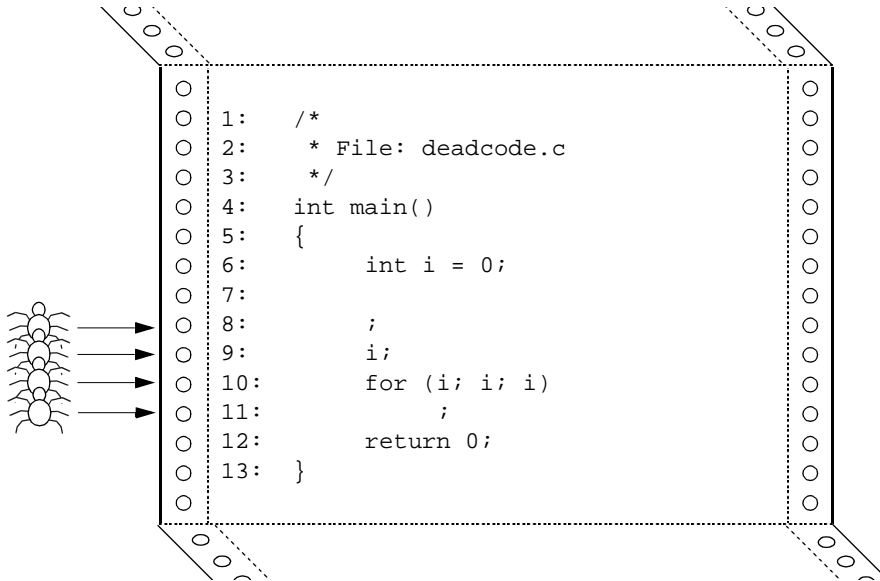 1: /*
2: * File: deadcode.c
3: */
4: int main()
5: {
6: int i = 0;
7:
8: ;
9: i;
10: for (i; i; i)
11: ;
12: return 0;
13: }